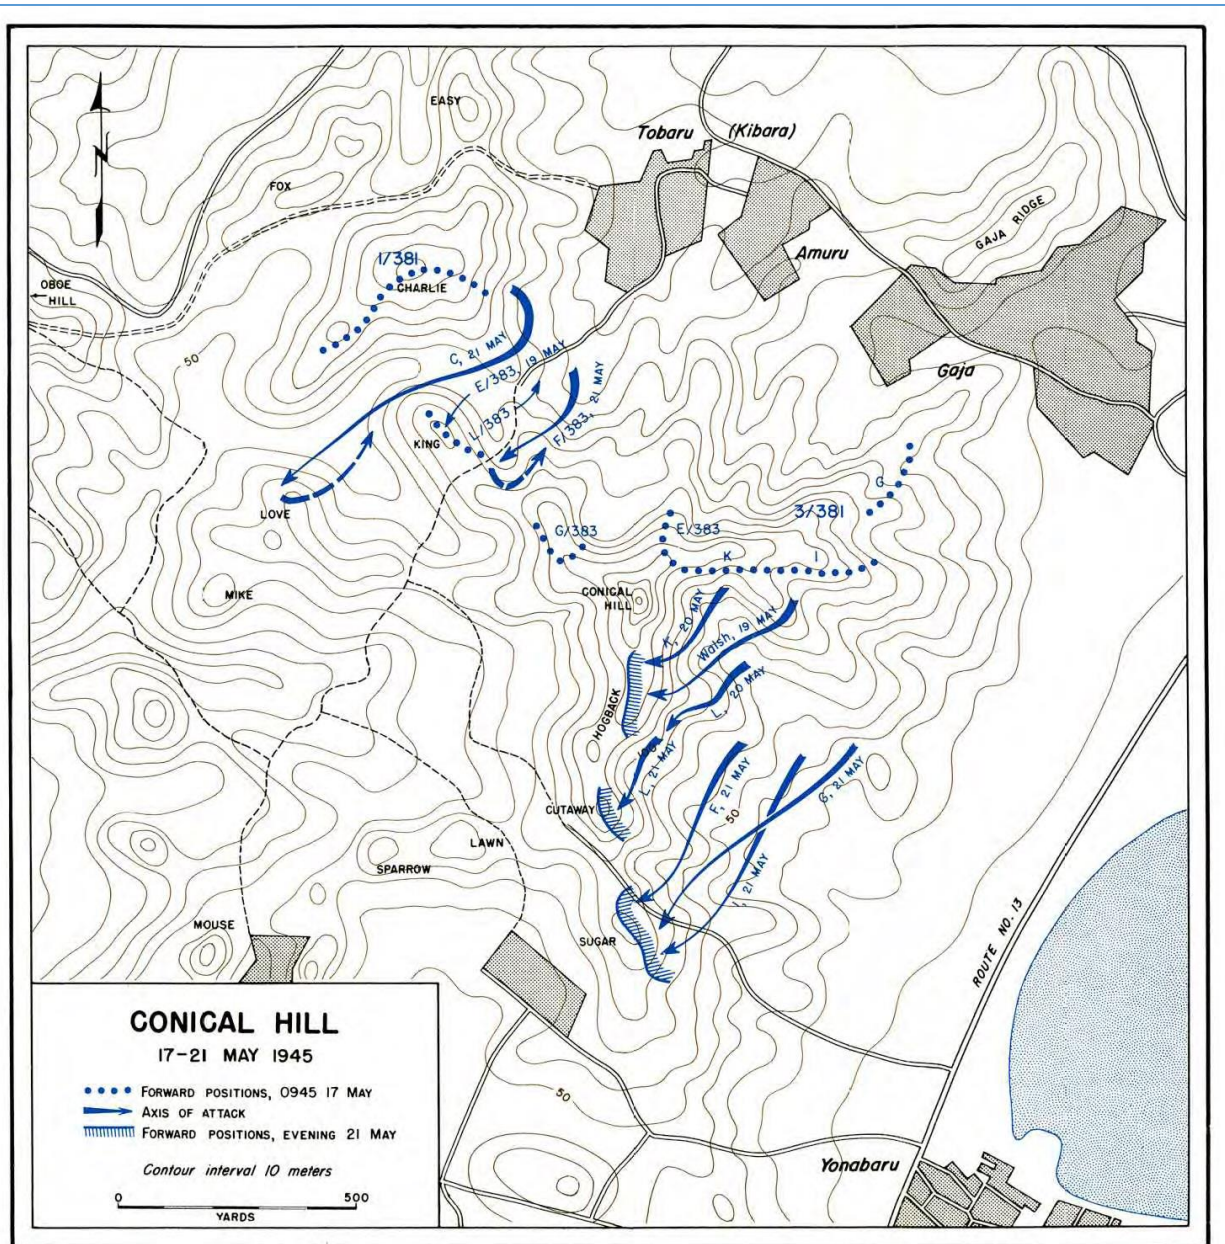 EASY
Tobaru
(Kibara)
FOX
GAJA RIDGE
1/381
CHARLIE
Amuru
OBOE
HILL
N
50
C, 21 MAY
E/383, 19 MAY
L/383
F/383, 21 MAY
Gaja
KING
LOVE
G
3/381
G/383
E/383
K
I
CONICAL
HILL
MIKE
K, 20 MAY
Walsh, 19 MAY
L, 20 MAY
HOGBACK
100
L, 21 MAY
F, 21 MAY
G, 21 MAY
50
I, 21 MAY
CUTAWAY
LAWN
SPARROW
MOUSE
SUGAR
ROUTE NO. 13
CONICAL HILL
17-21 MAY 1945
FORWARD POSITIONS, 0945 17 MAY
AXIS OF ATTACK
FORWARD POSITIONS, EVENING 21 MAY
Contour interval 10 meters
0 500
YARDS
50
Yonabaru